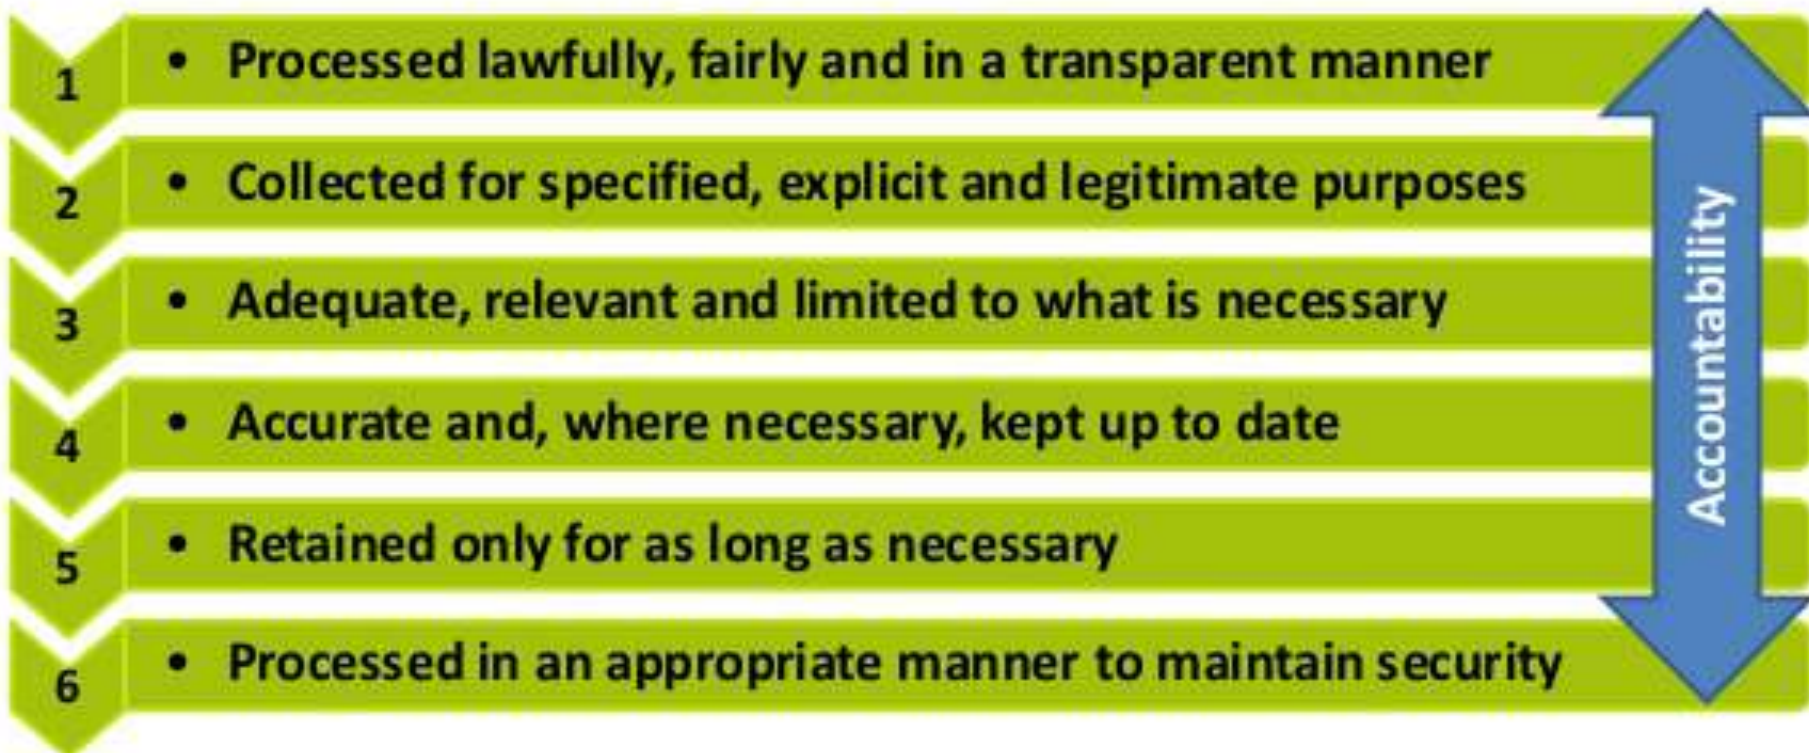 1 • Processed lawfully, fairly and in a transparent manner
2 • Collected for specified, explicit and legitimate purposes
3 • Adequate, relevant and limited to what is necessary
4 • Accurate and, where necessary, kept up to date
5 • Retained only for as long as necessary
6 • Processed in an appropriate manner to maintain security
Accountability